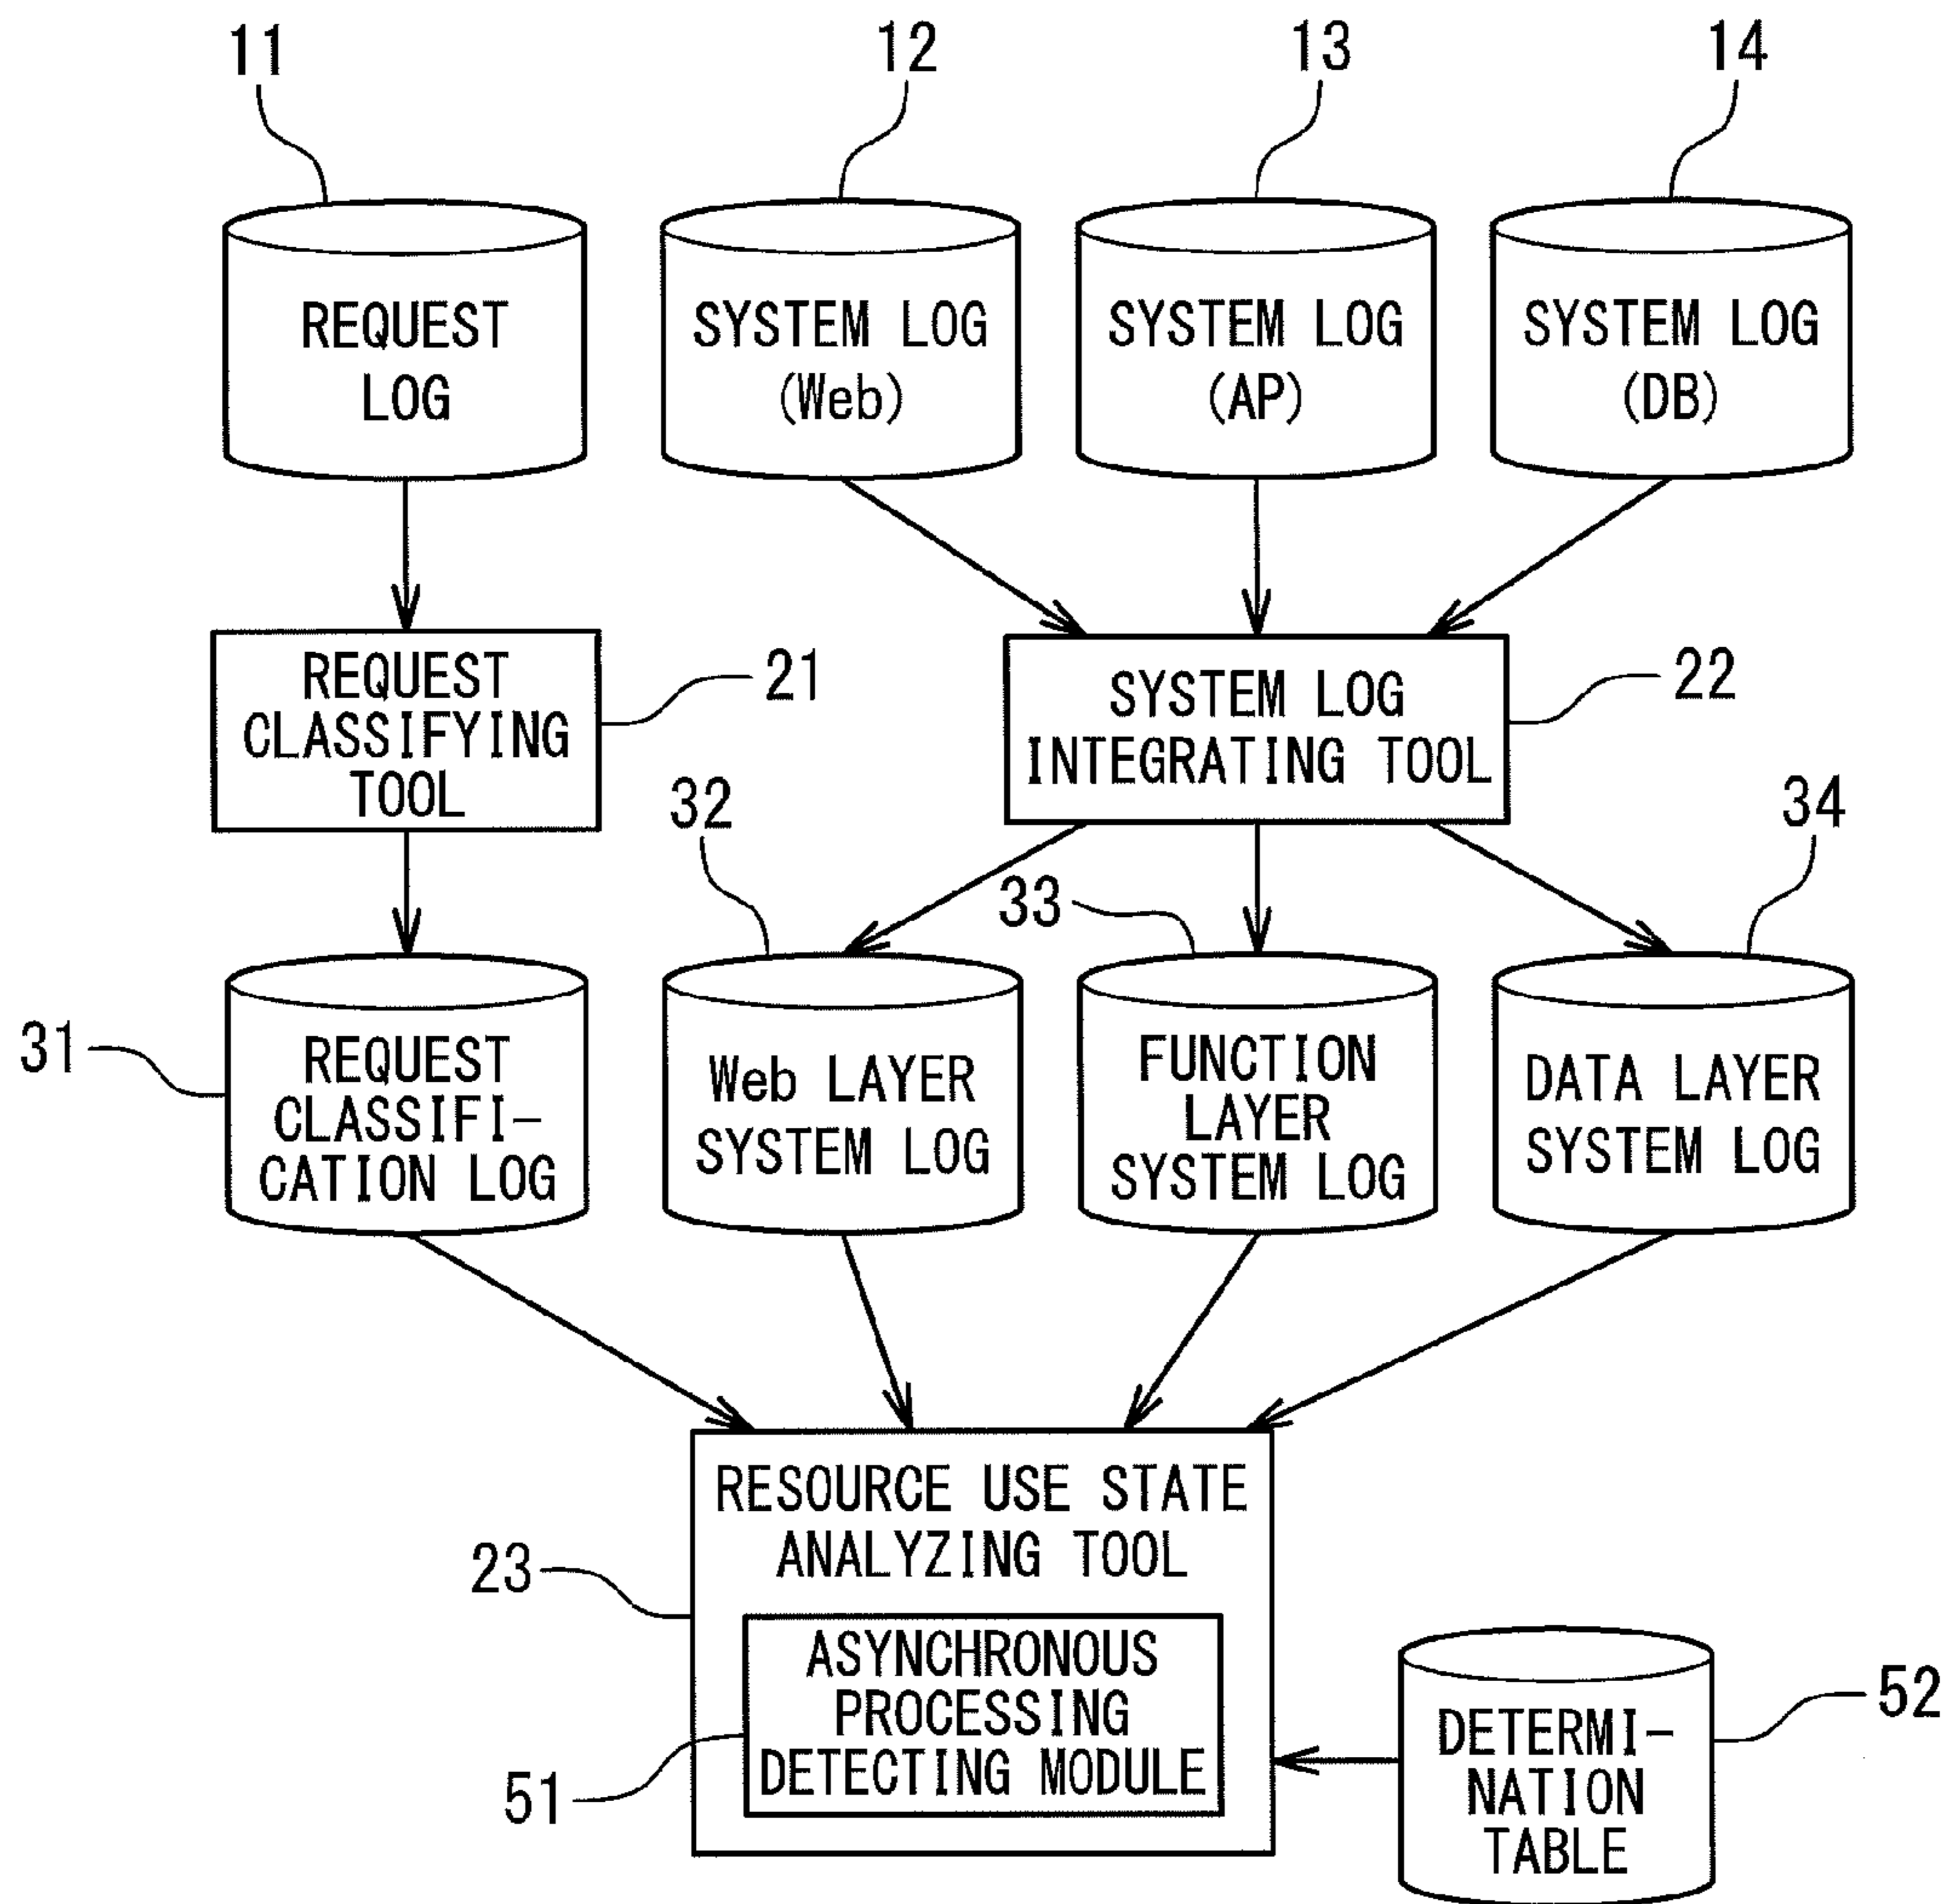 11
12
13
14
REQUEST
LOG
SYSTEM LOG
(Web)
SYSTEM LOG
(AP)
SYSTEM LOG
(DB)
REQUEST
CLASSIFYING
TOOL
21
SYSTEM LOG
INTEGRATING TOOL
22
32
33
34
31
REQUEST
CLASSIFI-
CATION LOG
Web LAYER
SYSTEM LOG
FUNCTION
LAYER
SYSTEM LOG
DATA LAYER
SYSTEM LOG
RESOURCE USE STATE
ANALYZING TOOL
23
ASYNCHRONOUS
PROCESSING
DETECTING MODULE
51
DETERMI-
NATION
TABLE
52